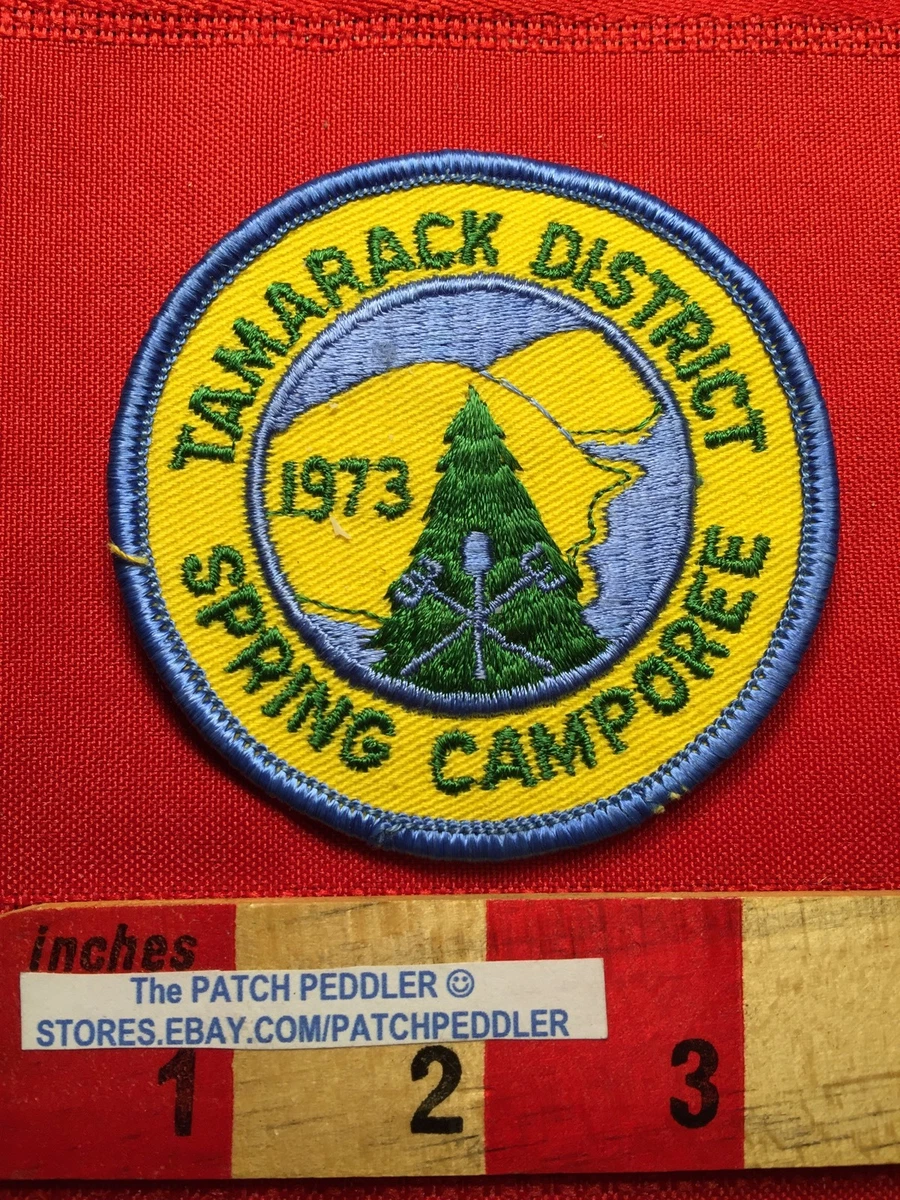 TAMARACK DISTRICT
1973
SPRING CAMPOREE
inches
The PATCH PEDDLER ☺
STORES.EBAY.COM/PATCHPEDDLER
1 2 3